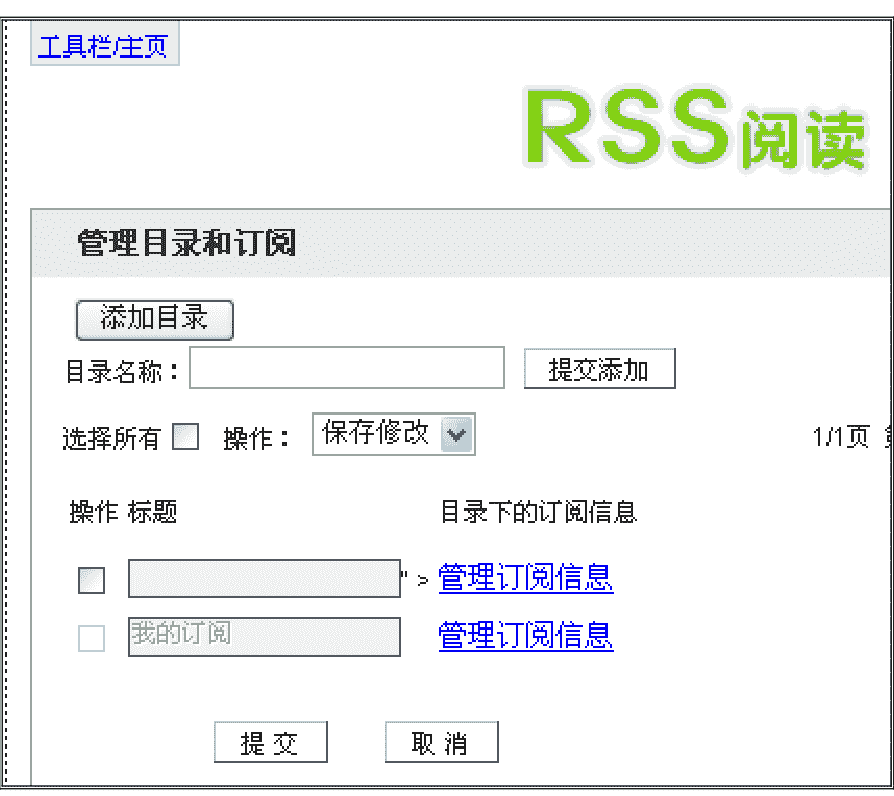 工具栏/主页
RSS阅读
管理目录和订阅
添加目录
目录名称： 提交添加
选择所有 操作： 保存修改 1/1页
操作 标题 目录下的订阅信息
" > 管理订阅信息
我的订阅 管理订阅信息
提 交 取 消